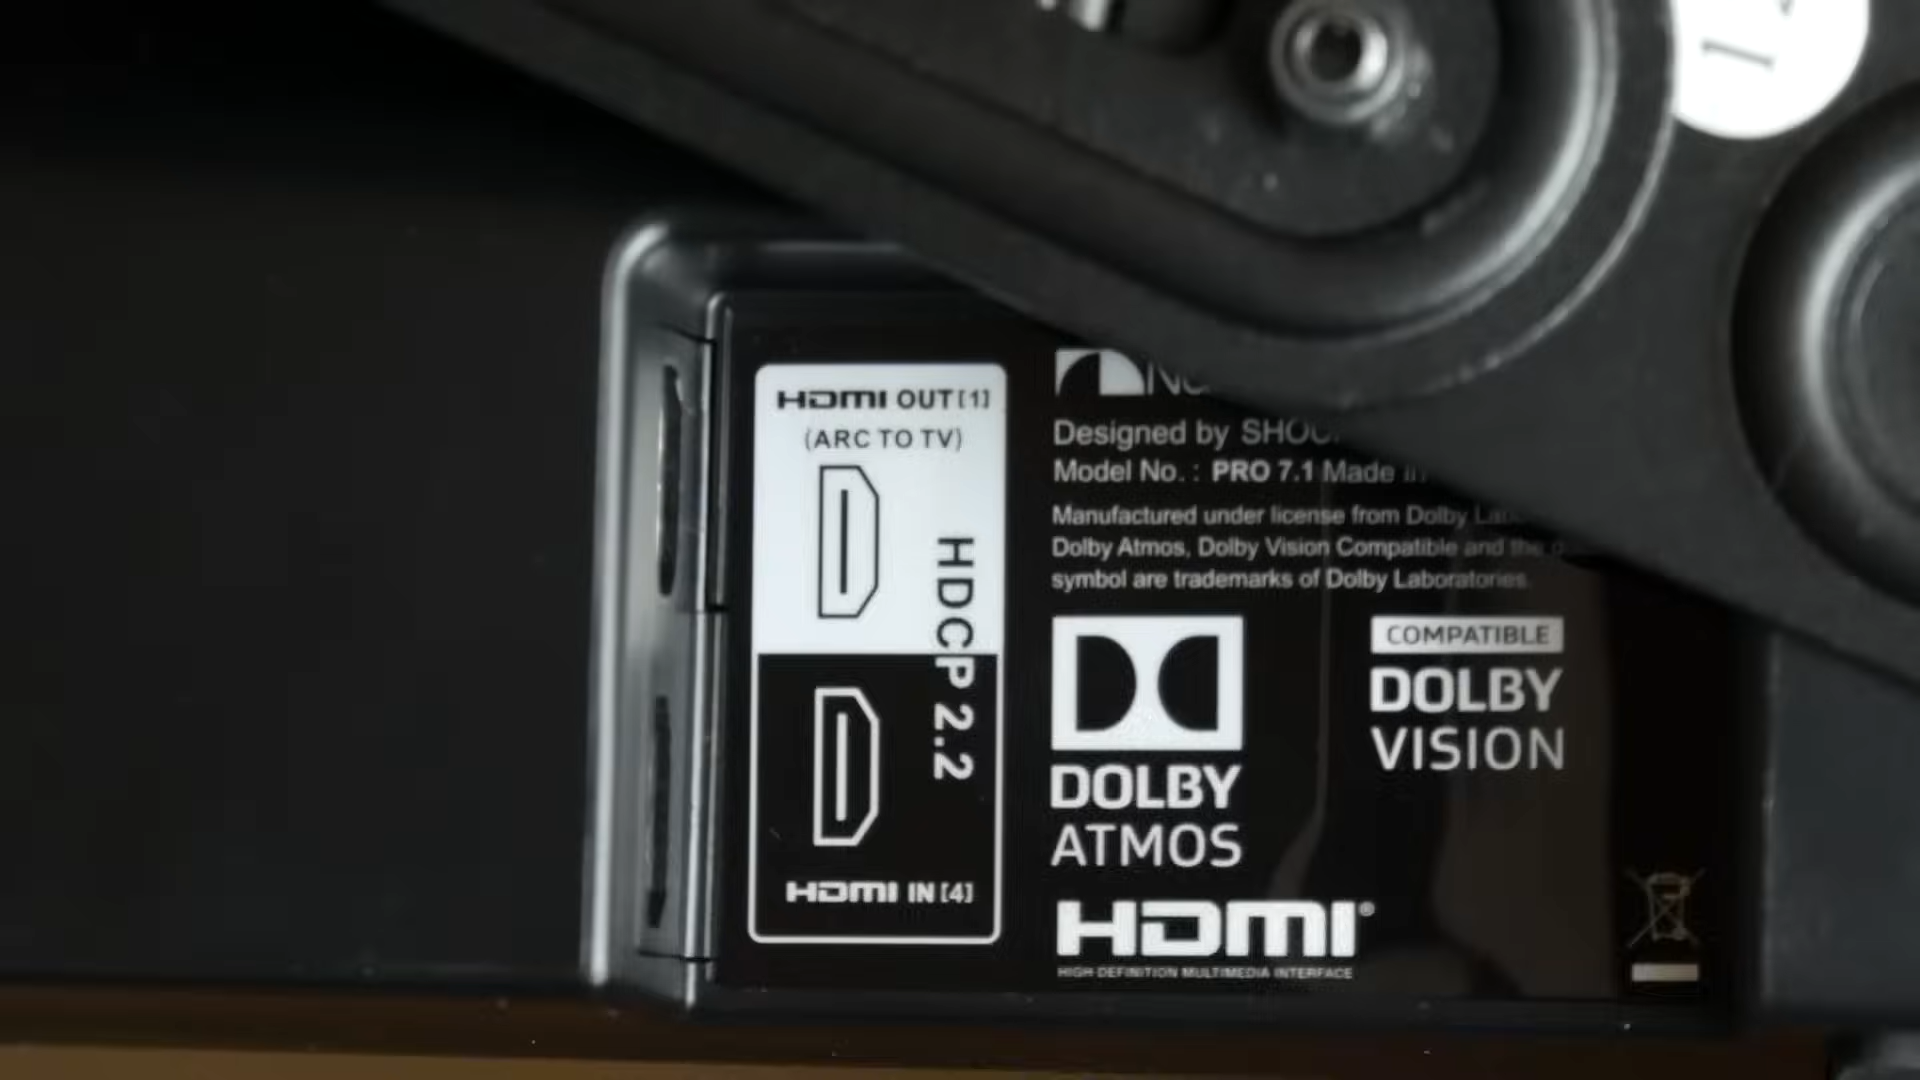 HDMI OUT [1]
(ARC TO TV)
HDCP 2.2
HDMI IN [4]
Designed by
Model No. : PRO 7.1 Made in
Manufactured under license from Dolby
Dolby Atmos, Dolby Vision Compatible and the
symbol are trademarks of Dolby Laboratories.
DOLBY
ATMOS
COMPATIBLE
DOLBY
VISION
HDMI®
HIGH-DEFINITION MULTIMEDIA INTERFACE